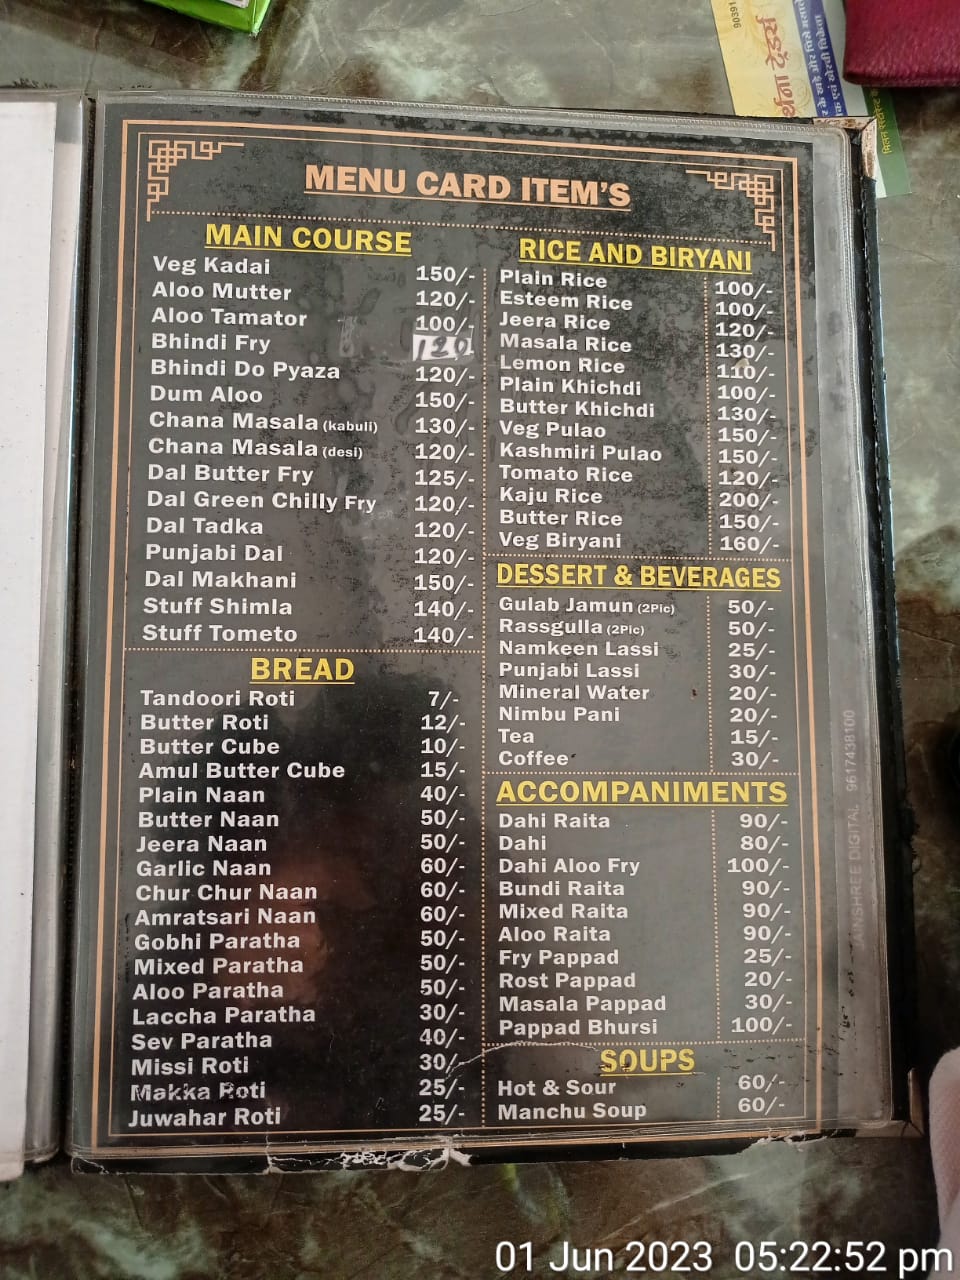 MENU CARD ITEM'S
MAIN COURSE
Veg Kadai 150/-
Aloo Mutter 120/-
Aloo Tamator 100/-
Bhindi Fry 120
Bhindi Do Pyaza 120/-
Dum Aloo 150/-
Chana Masala (kabuli) 130/-
Chana Masala (desi) 120/-
Dal Butter Fry 125/-
Dal Green Chilly Fry 120/-
Dal Tadka 120/-
Punjabi Dal 120/-
Dal Makhani 150/-
Stuff Shimla 140/-
Stuff Tometo 140/-
BREAD
Tandoori Roti 7/-
Butter Roti 12/-
Butter Cube 10/-
Amul Butter Cube 15/-
Plain Naan 40/-
Butter Naan 50/-
Jeera Naan 50/-
Garlic Naan 60/-
Chur Chur Naan 60/-
Amratsari Naan 60/-
Gobhi Paratha 50/-
Mixed Paratha 50/-
Aloo Paratha 50/-
Laccha Paratha 30/-
Sev Paratha 40/-
Missi Roti 30/-
Makka Roti 25/-
Juwahar Roti 25/-
RICE AND BIRYANI
Plain Rice 100/-
Esteem Rice 100/-
Jeera Rice 120/-
Masala Rice 130/-
Lemon Rice 110/-
Plain Khichdi 100/-
Butter Khichdi 130/-
Veg Pulao 150/-
Kashmiri Pulao 150/-
Tomato Rice 120/-
Kaju Rice 200/-
Butter Rice 150/-
Veg Biryani 160/-
DESSERT & BEVERAGES
Gulab Jamun (2Pic) 50/-
Rassgulla (2Pic) 50/-
Namkeen Lassi 25/-
Punjabi Lassi 30/-
Mineral Water 20/-
Nimbu Pani 20/-
Tea 15/-
Coffee 30/-
ACCOMPANIMENTS
Dahi Raita 90/-
Dahi 80/-
Dahi Aloo Fry 100/-
Bundi Raita 90/-
Mixed Raita 90/-
Aloo Raita 90/-
Fry Pappad 25/-
Rost Pappad 20/-
Masala Pappad 30/-
Pappad Bhursi 100/-
SOUPS
Hot & Sour 60/-
Manchu Soup 60/-
JAINSHREE DIGITAL 9617438100
01 Jun 2023 05:22:52 pm